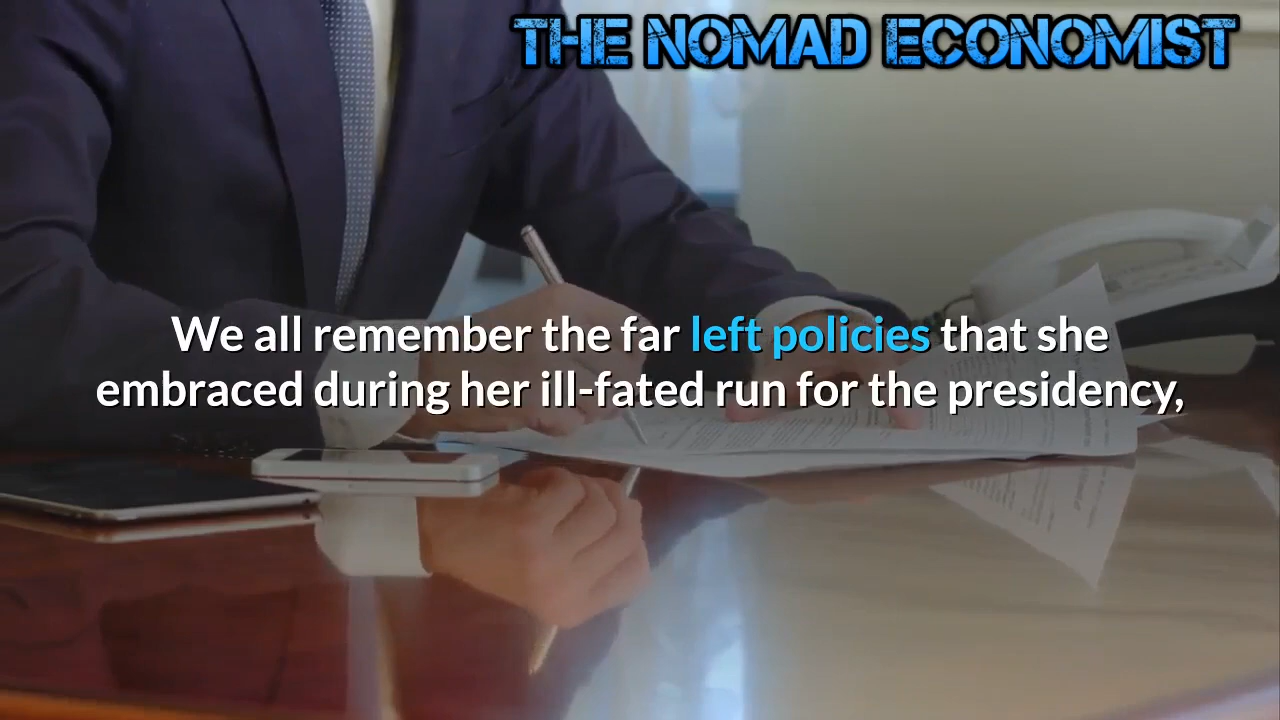 THE NOMAD ECONOMIST
We all remember the far left policies that she
embraced during her ill-fated run for the presidency,